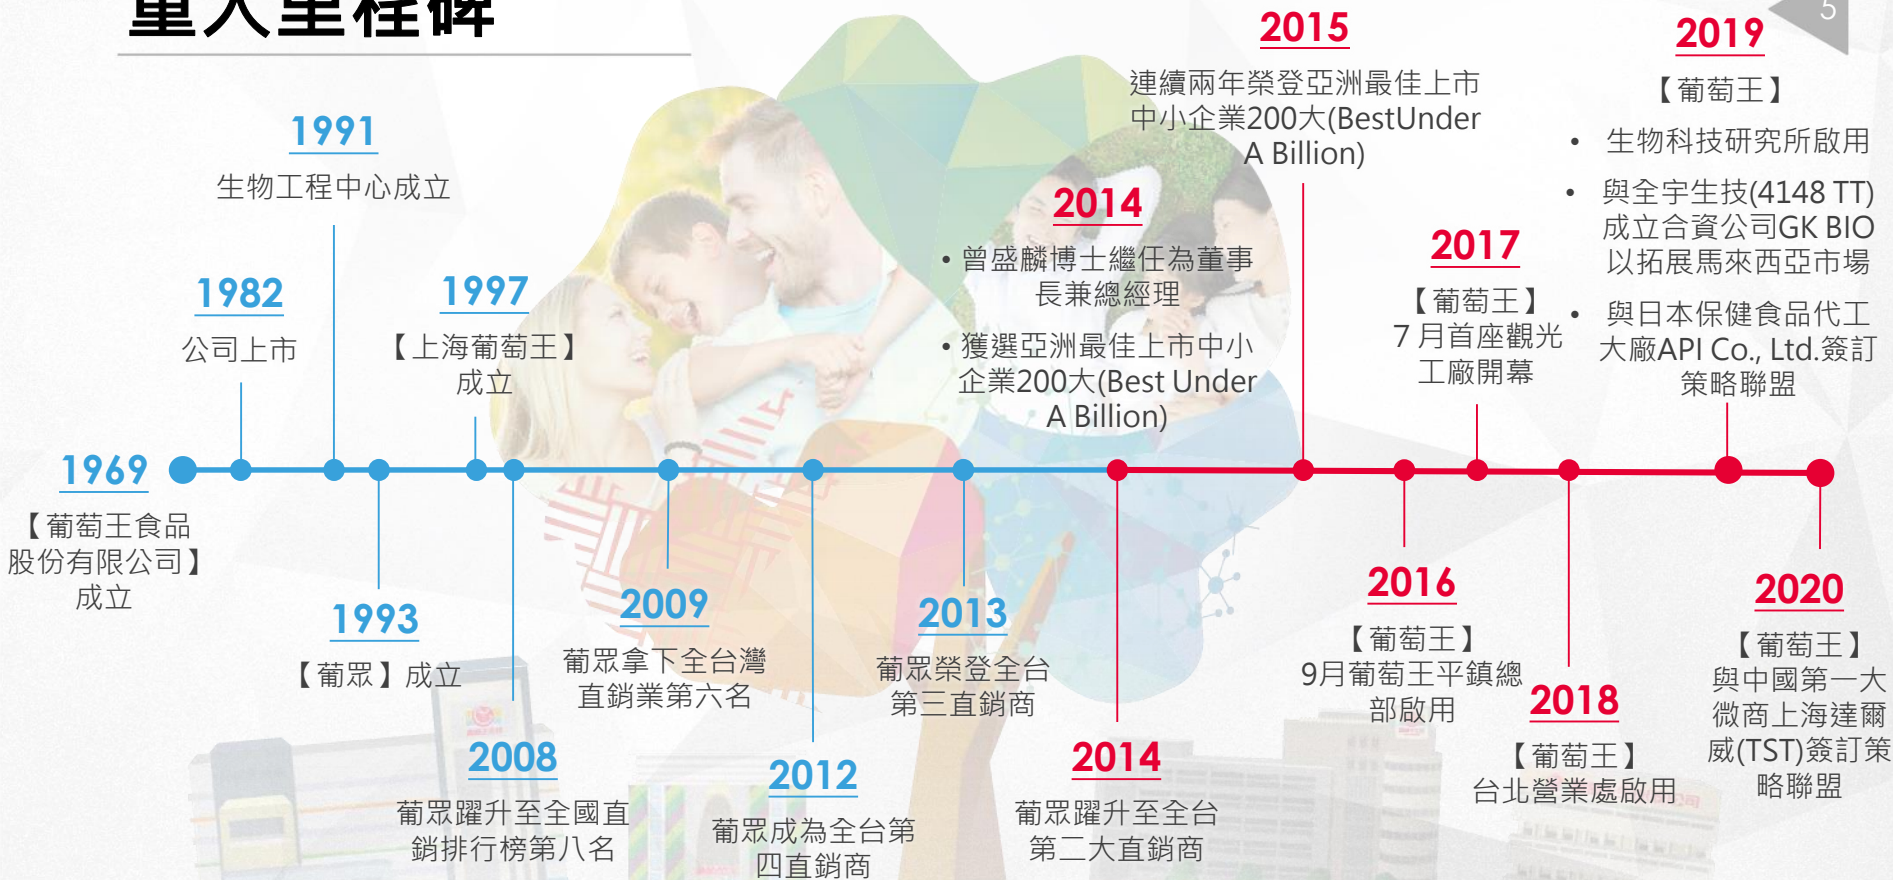 重大里程碑
5
1969
【葡萄王食品
股份有限公司】
成立
1982
公司上市
1991
生物工程中心成立
1993
【葡眾】成立
1997
【上海葡萄王】
成立
2008
葡眾躍升至全國直
銷排行榜第八名
2009
葡眾拿下全台灣
直銷業第六名
2012
葡眾成為全台第
四直銷商
2013
葡眾榮登全台
第三直銷商
2014
• 曾盛麟博士繼任為董事
長兼總經理
• 獲選亞洲最佳上市中小
企業200大(Best Under
A Billion)
2014
葡眾躍升至全台
第二大直銷商
2015
連續兩年榮登亞洲最佳上市
中小企業200大(BestUnder
A Billion)
2016
【葡萄王】
9月葡萄王平鎮總
部啟用
2017
【葡萄王】
7月首座觀光
工廠開幕
2018
【葡萄王】
台北營業處啟用
2019
【葡萄王】
• 生物科技研究所啟用
• 與全宇生技(4148 TT)
成立合資公司GK BIO
以拓展馬來西亞市場
• 與日本保健食品代工
大廠API Co., Ltd.簽訂
策略聯盟
2020
【葡萄王】
與中國第一大
微商上海達爾
威(TST)簽訂策
略聯盟